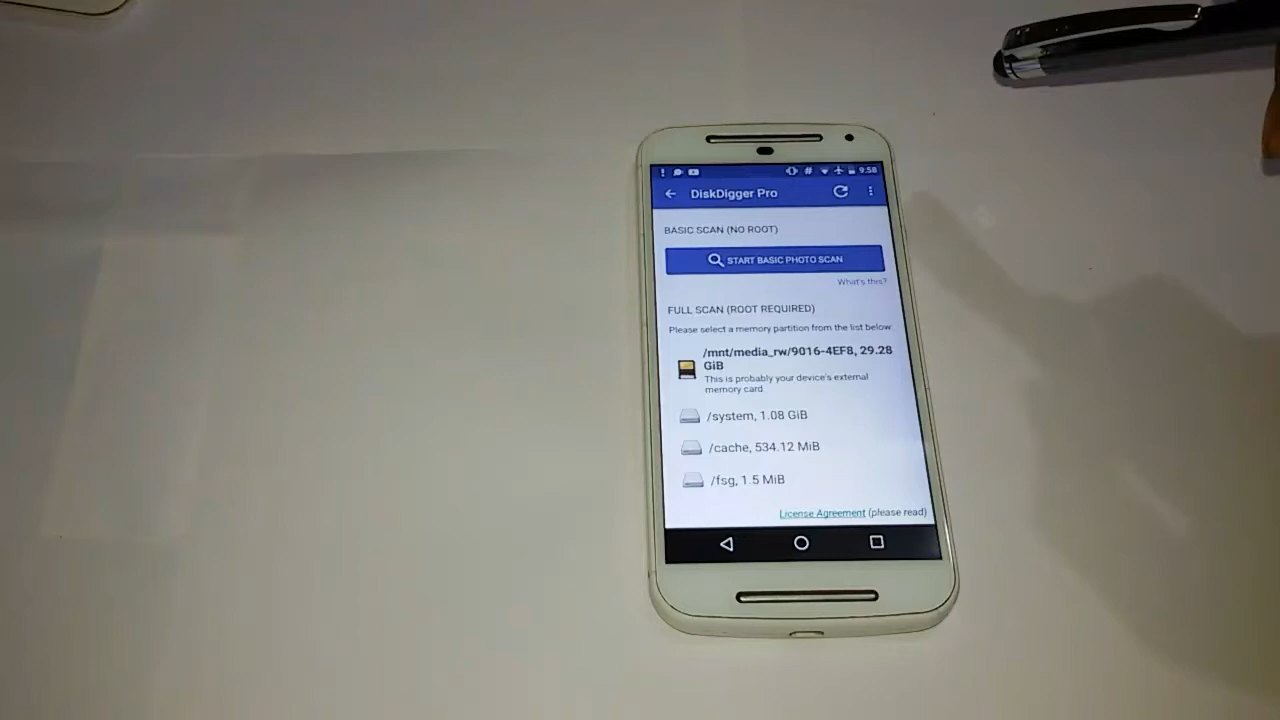 9:58
DiskDigger Pro
BASIC SCAN (NO ROOT)
START BASIC PHOTO SCAN
What's this?
FULL SCAN (ROOT REQUIRED)
Please select a memory partition from the list below:
/mnt/media_rw/9016-4EF8, 29.28
GiB
This is probably your device's external
memory card.
/system, 1.08 GiB
/cache, 534.12 MiB
/fsg, 1.5 MiB
License Agreement (please read)